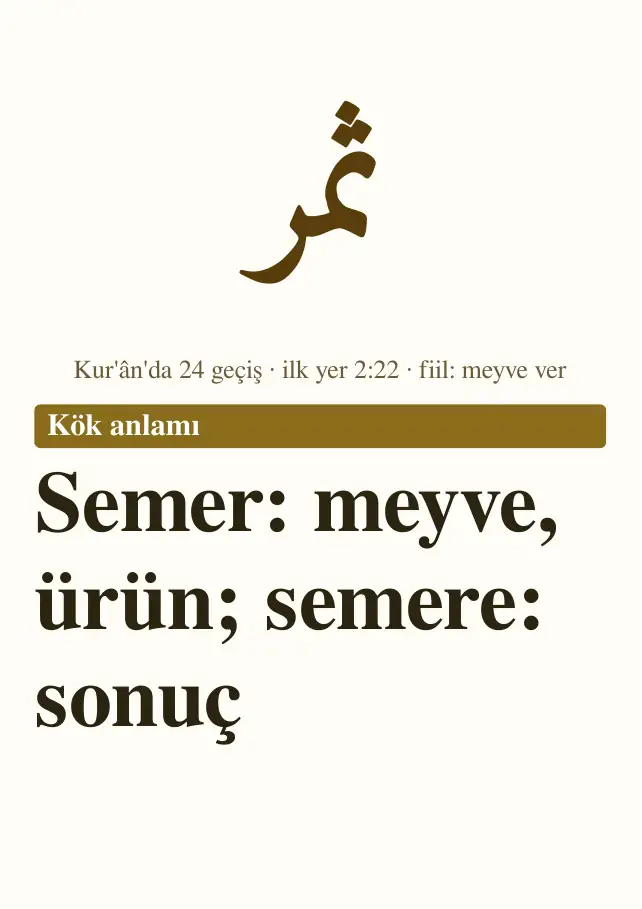 ثمر
Kur'ân'da 24 geçiş · ilk yer 2:22 · fiil: meyve ver
Kök anlamı
Semer: meyve,
ürün; semere:
sonuç